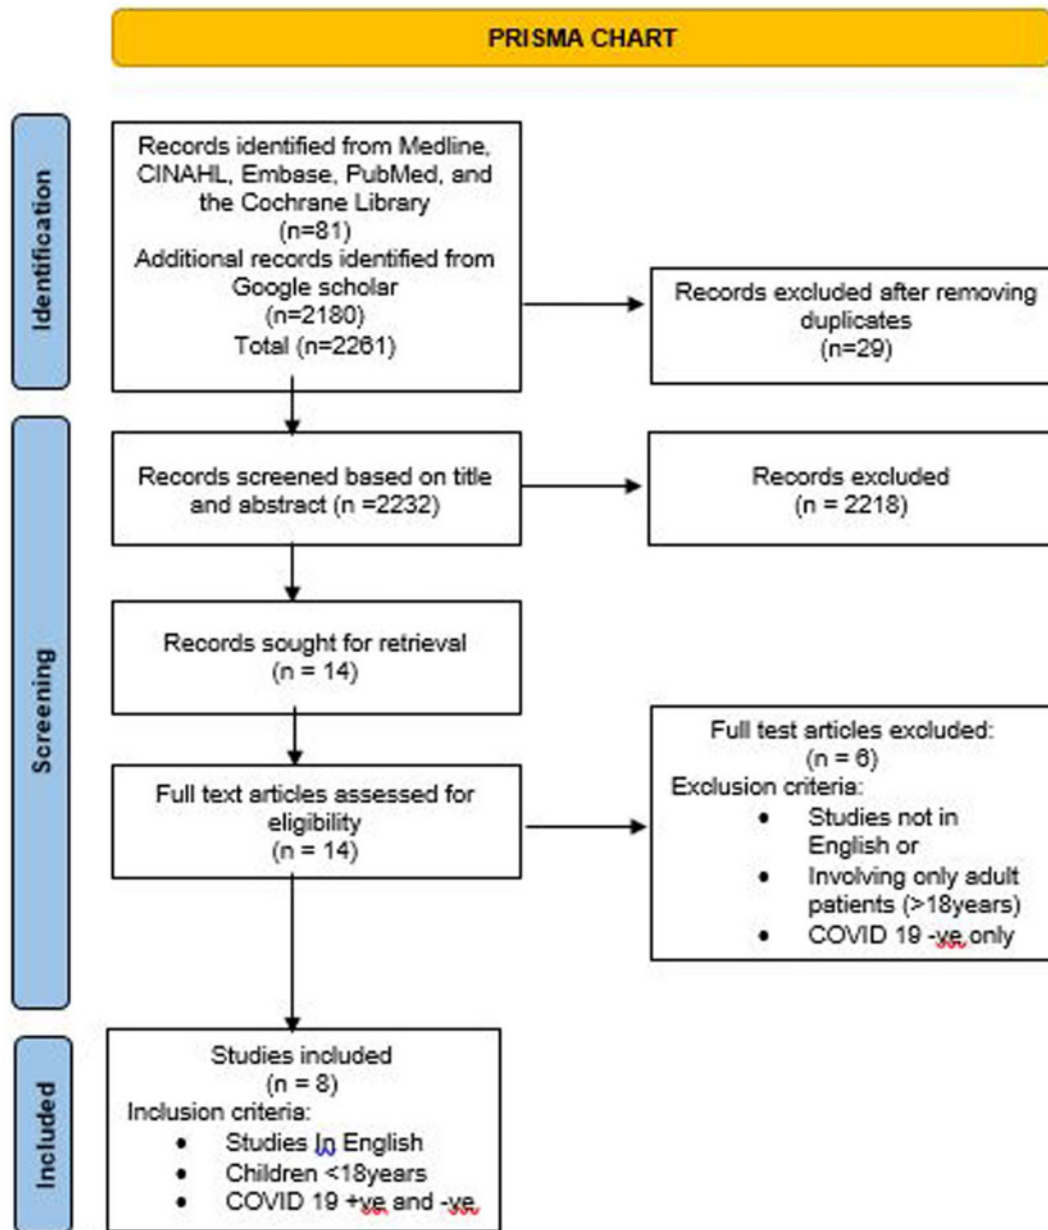 PRISMA CHART
Identification
Records identified from Medline,
CINAHL, Embase, PubMed, and
the Cochrane Library
(n=81)
Additional records identified from
Google scholar
(n=2180)
Total (n=2261)
Records excluded after removing
duplicates
(n=29)
Screening
Records screened based on title
and abstract (n =2232)
Records excluded
(n = 2218)
Records sought for retrieval
(n = 14)
Full text articles assessed for
eligibility
(n = 14)
Full test articles excluded:
(n = 6)
Exclusion criteria:
• Studies not in
English or
• Involving only adult
patients (>18years)
• COVID 19 -ve only
Included
Studies included
(n = 8)
Inclusion criteria:
• Studies In English
• Children <18years
• COVID 19 +ve and -ve